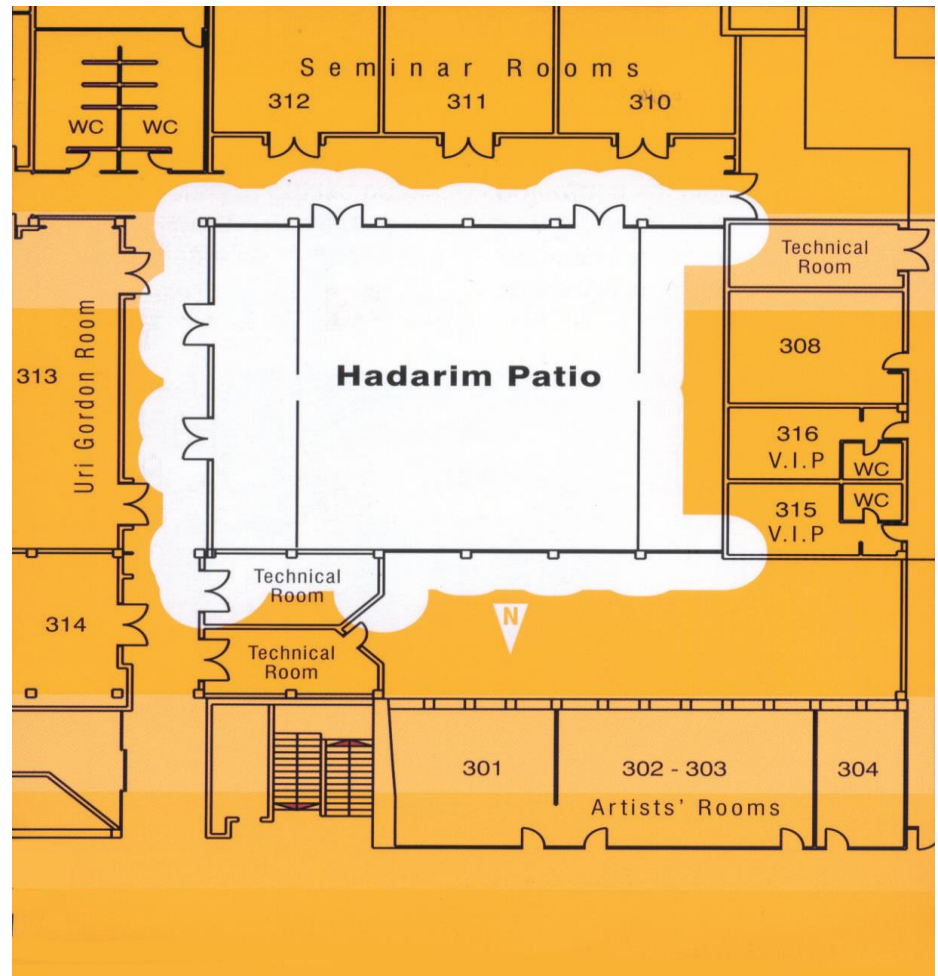 Seminar Rooms
312
311
310
WC
WC
Technical
Room
313
Uri Gordon Room
Hadarim Patio
308
316
V.I.P
WC
WC
315
V.I.P
Technical
Room
N
314
Technical
Room
301
302 - 303
304
Artists' Rooms